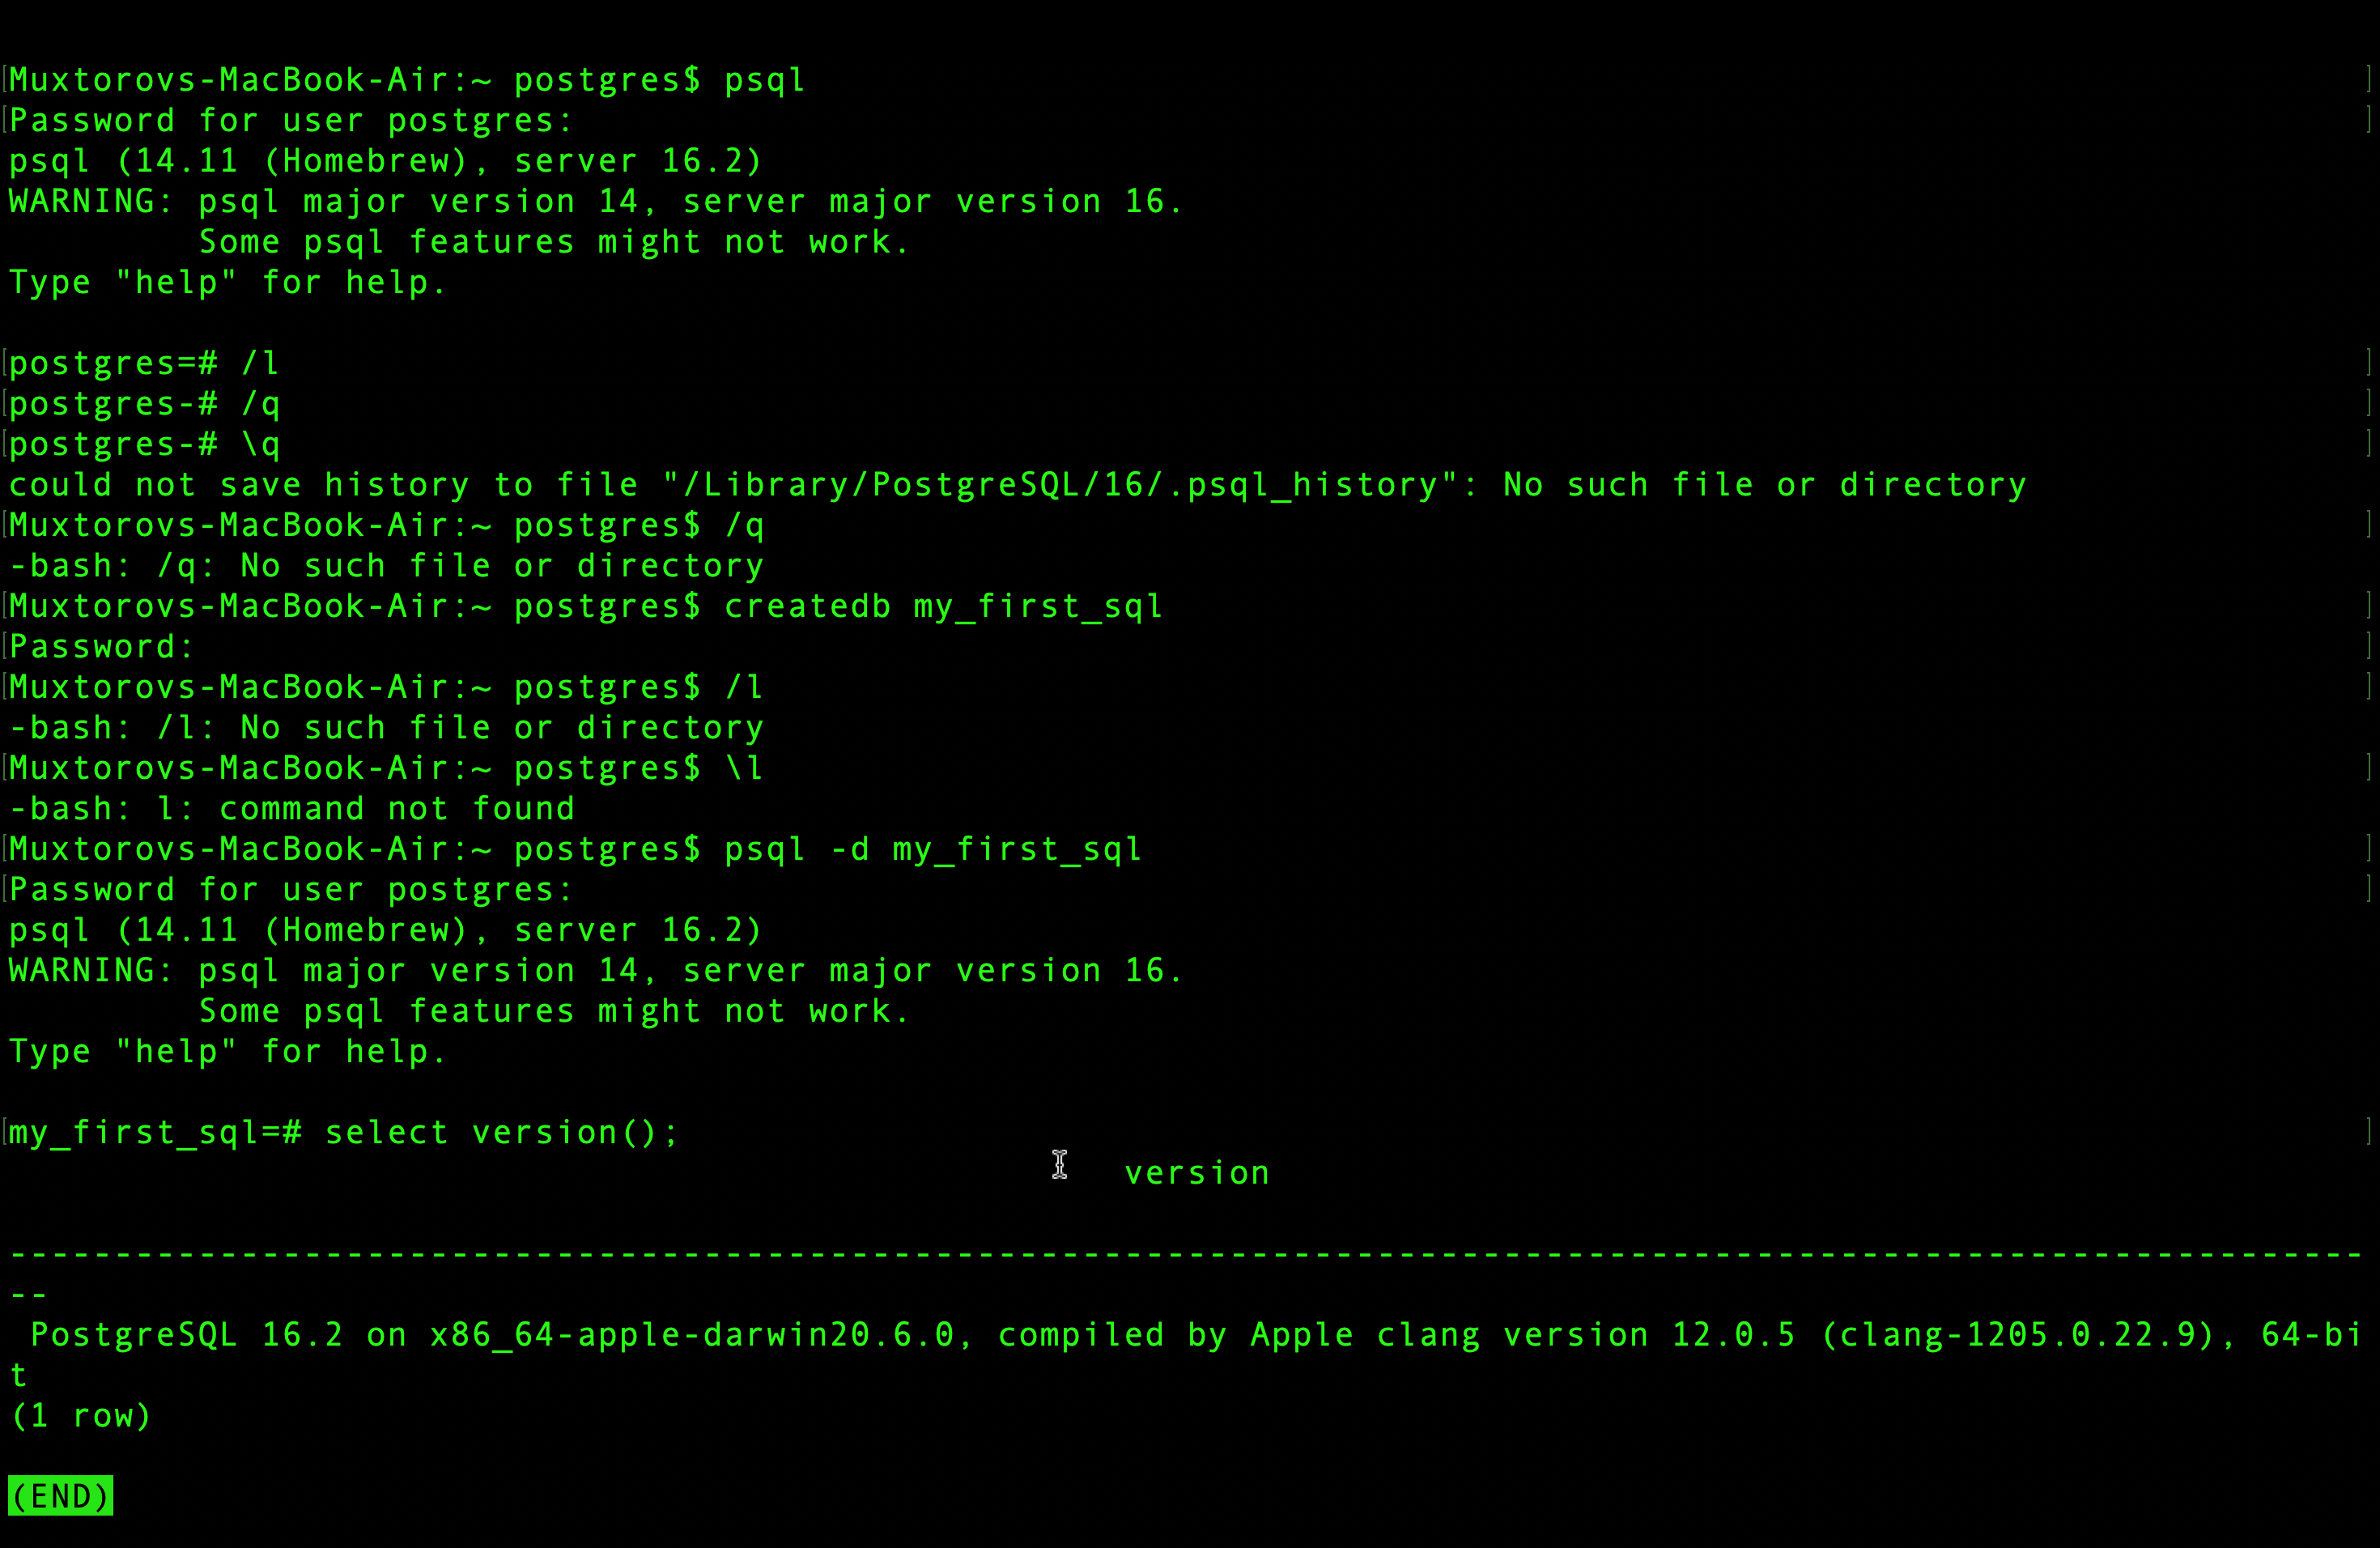 Muxtorovs-MacBook-Air:~ postgres$ psql
Password for user postgres:
psql (14.11 (Homebrew), server 16.2)
WARNING: psql major version 14, server major version 16.
         Some psql features might not work.
Type "help" for help.

postgres=# /l
postgres-# /q
postgres-# \q
could not save history to file "/Library/PostgreSQL/16/.psql_history": No such file or directory
Muxtorovs-MacBook-Air:~ postgres$ /q
-bash: /q: No such file or directory
Muxtorovs-MacBook-Air:~ postgres$ createdb my_first_sql
Password:
Muxtorovs-MacBook-Air:~ postgres$ /l
-bash: /l: No such file or directory
Muxtorovs-MacBook-Air:~ postgres$ \l
-bash: l: command not found
Muxtorovs-MacBook-Air:~ postgres$ psql -d my_first_sql
Password for user postgres:
psql (14.11 (Homebrew), server 16.2)
WARNING: psql major version 14, server major version 16.
         Some psql features might not work.
Type "help" for help.

my_first_sql=# select version();
                                                     version

----------------------------------------------------------------------------------------------------------------
--
 PostgreSQL 16.2 on x86_64-apple-darwin20.6.0, compiled by Apple clang version 12.0.5 (clang-1205.0.22.9), 64-bi
t
(1 row)

(END)